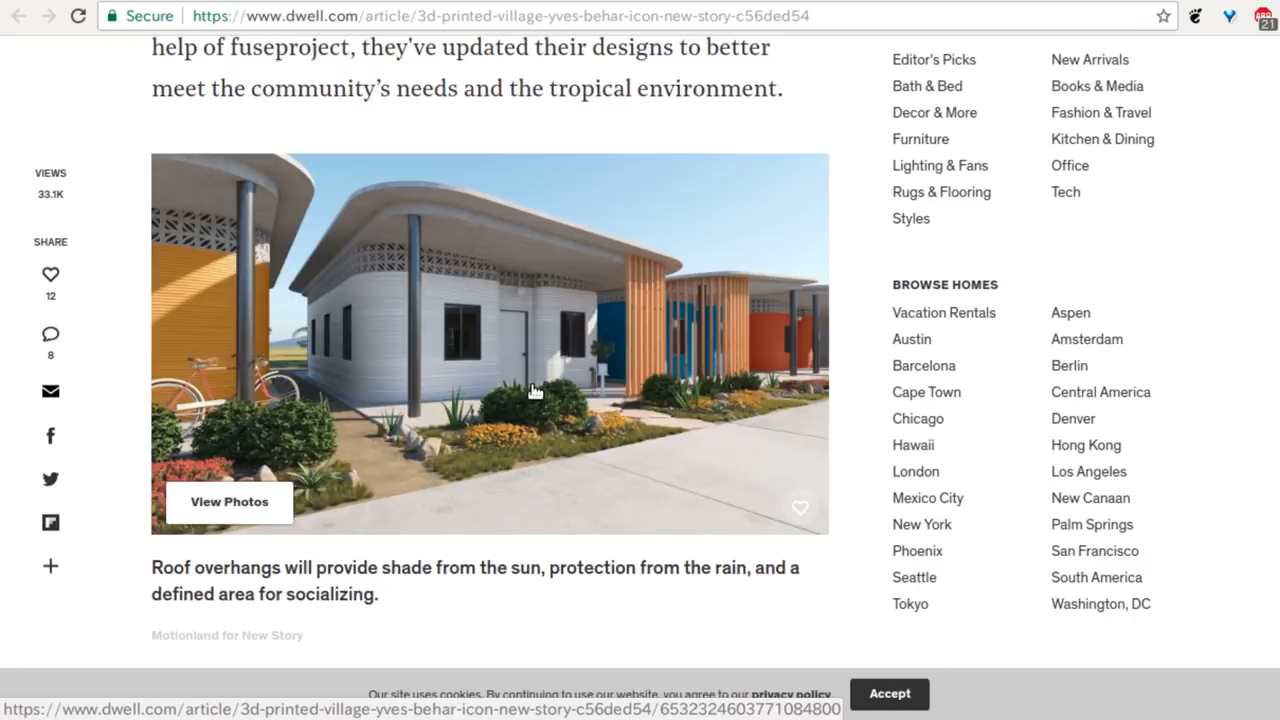 Secure https://www.dwell.com/article/3d-printed-village-yves-behar-icon-new-story-c56ded54
21
help of fuseproject, they've updated their designs to better
meet the community's needs and the tropical environment.
VIEWS
33.1K
SHARE
12
8
View Photos
Roof overhangs will provide shade from the sun, protection from the rain, and a
defined area for socializing.
Motionland for New Story
Editor's Picks New Arrivals
Bath & Bed Books & Media
Decor & More Fashion & Travel
Furniture Kitchen & Dining
Lighting & Fans Office
Rugs & Flooring Tech
Styles
BROWSE HOMES
Vacation Rentals Aspen
Austin Amsterdam
Barcelona Berlin
Cape Town Central America
Chicago Denver
Hawaii Hong Kong
London Los Angeles
Mexico City New Canaan
New York Palm Springs
Phoenix San Francisco
Seattle South America
Tokyo Washington, DC
Our site uses cookies. By continuing to use our website, you agree to our privacy policy. Accept
https://www.dwell.com/article/3d-printed-village-yves-behar-icon-new-story-c56ded54/6532324603771084800